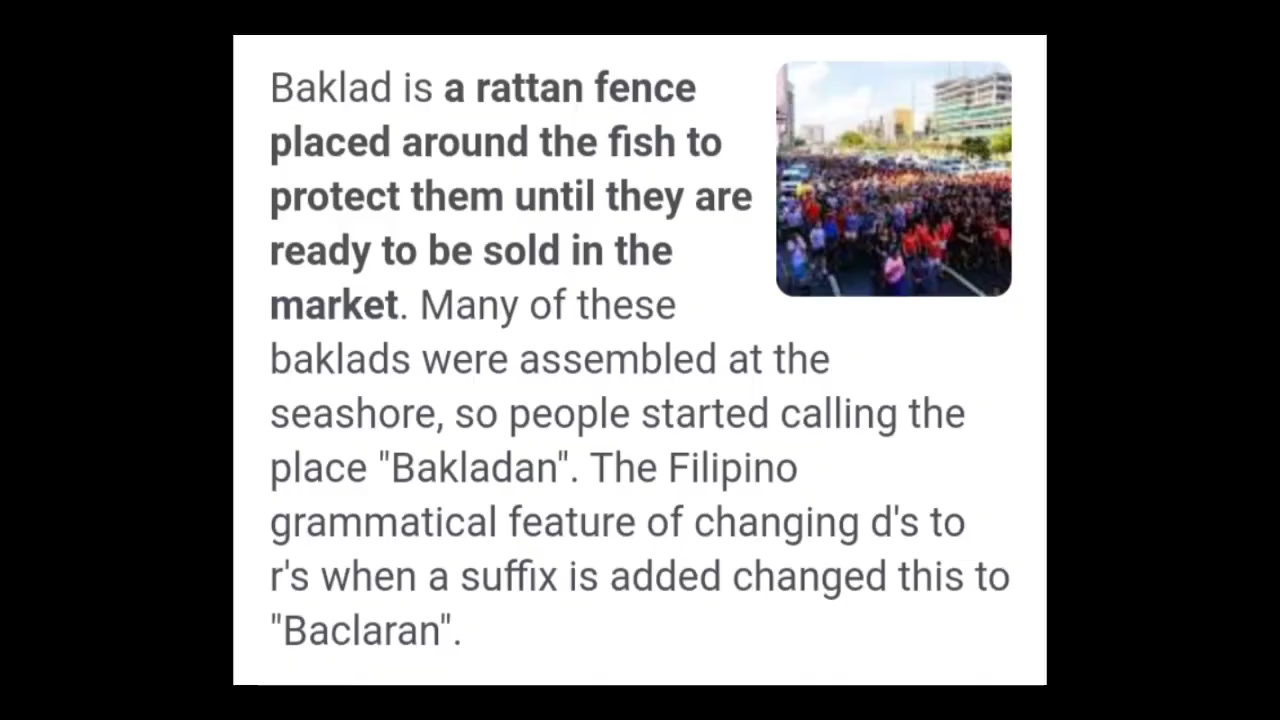 Baklad is a rattan fence
placed around the fish to
protect them until they are
ready to be sold in the
market. Many of these
baklads were assembled at the
seashore, so people started calling the
place "Bakladan". The Filipino
grammatical feature of changing d's to
r's when a suffix is added changed this to
"Baclaran".